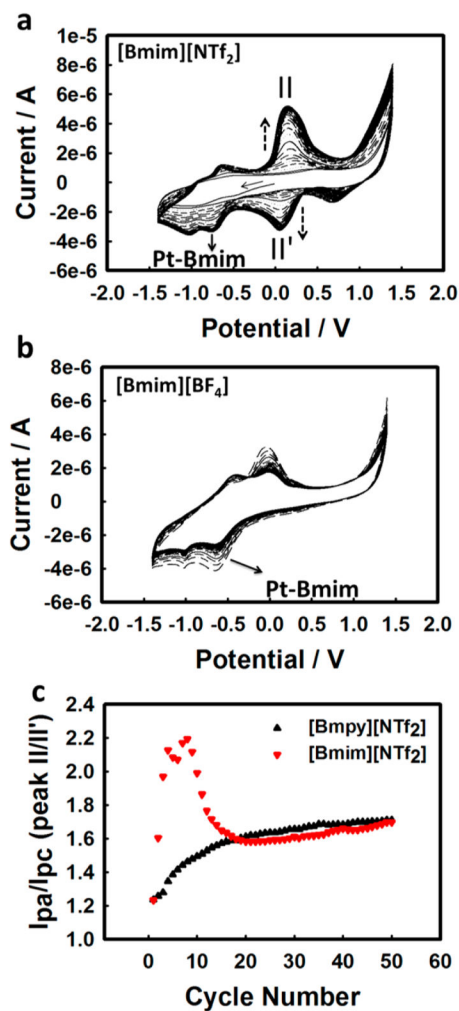 a
[Bmim][NTf2]
II
II'
Pt-Bmim
Current / A
1e-5
8e-6
6e-6
4e-6
2e-6
0
-2e-6
-4e-6
-6e-6
-2.0 -1.5 -1.0 -0.5 0.0 0.5 1.0 1.5 2.0
Potential / V
b
[Bmim][BF4]
Pt-Bmim
Current / A
8e-6
6e-6
4e-6
2e-6
0
-2e-6
-4e-6
-6e-6
-2.0 -1.5 -1.0 -0.5 0.0 0.5 1.0 1.5 2.0
Potential / V
c
[Bmpy][NTf2]
[Bmim][NTf2]
Ipa/Ipc (peak II/II')
2.4
2.2
2.0
1.8
1.6
1.4
1.2
1.0
0 10 20 30 40 50 60
Cycle Number